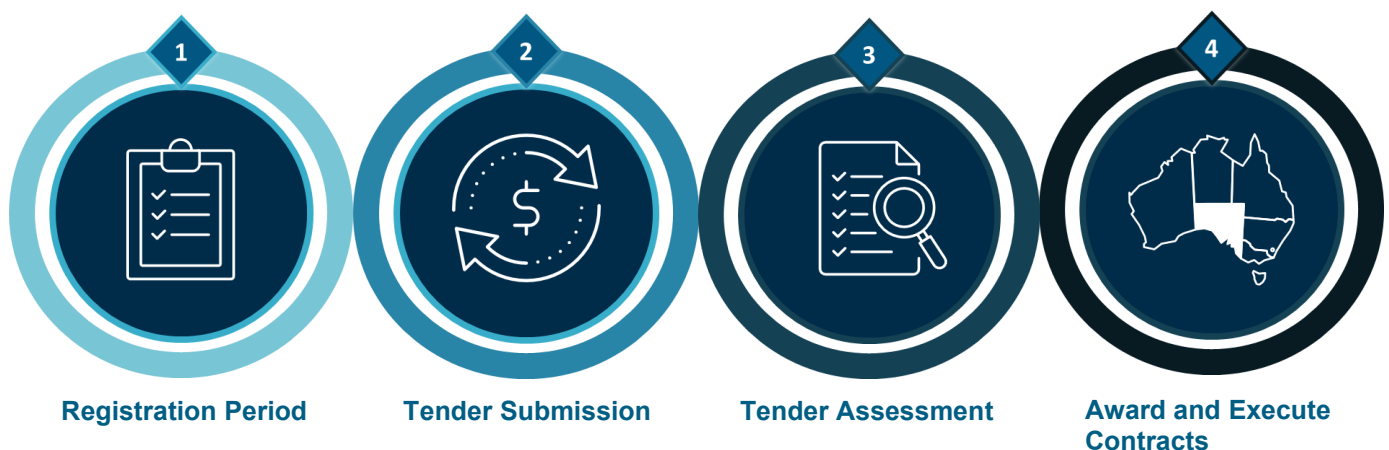 1
2
3
4
$
Registration Period
Tender Submission
Tender Assessment
Award and Execute
Contracts